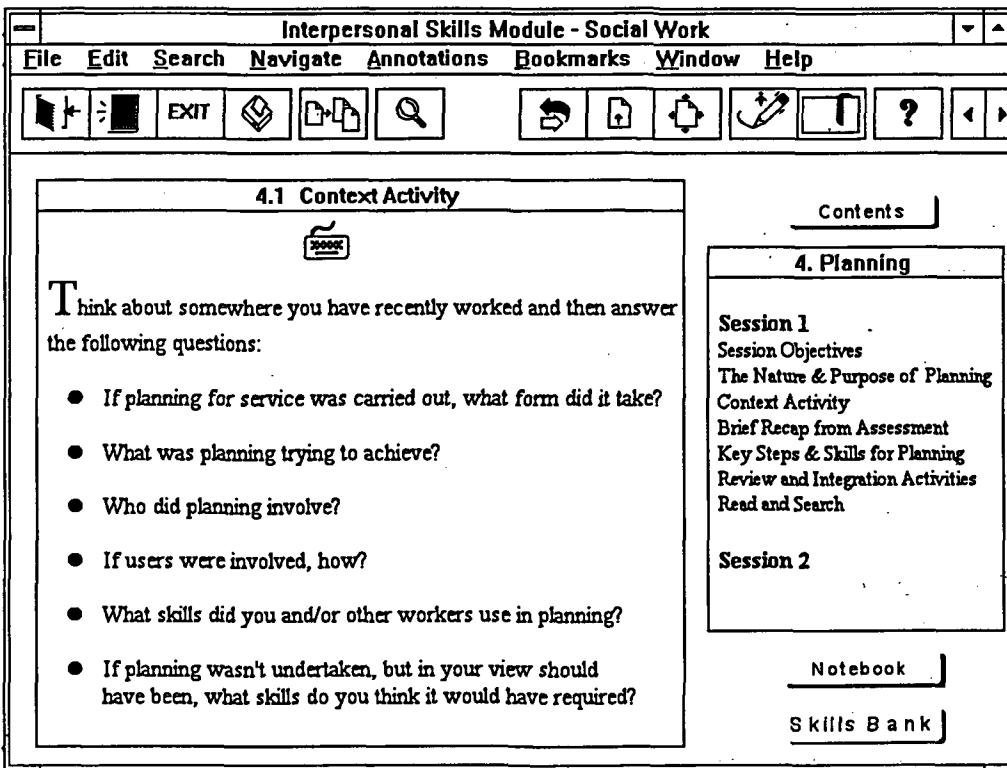 Interpersonal Skills Module - Social Work
File Edit Search Navigate Annotations Bookmarks Window Help
EXIT ?
4.1 Context Activity
Think about somewhere you have recently worked and then answer
the following questions:
● If planning for service was carried out, what form did it take?
● What was planning trying to achieve?
● Who did planning involve?
● If users were involved, how?
● What skills did you and/or other workers use in planning?
● If planning wasn't undertaken, but in your view should
have been, what skills do you think it would have required?
Contents
4. Planning
Session 1
Session Objectives
The Nature & Purpose of Planning
Context Activity
Brief Recap from Assessment
Key Steps & Skills for Planning
Review and Integration Activities
Read and Search
Session 2
Notebook
Skills Bank